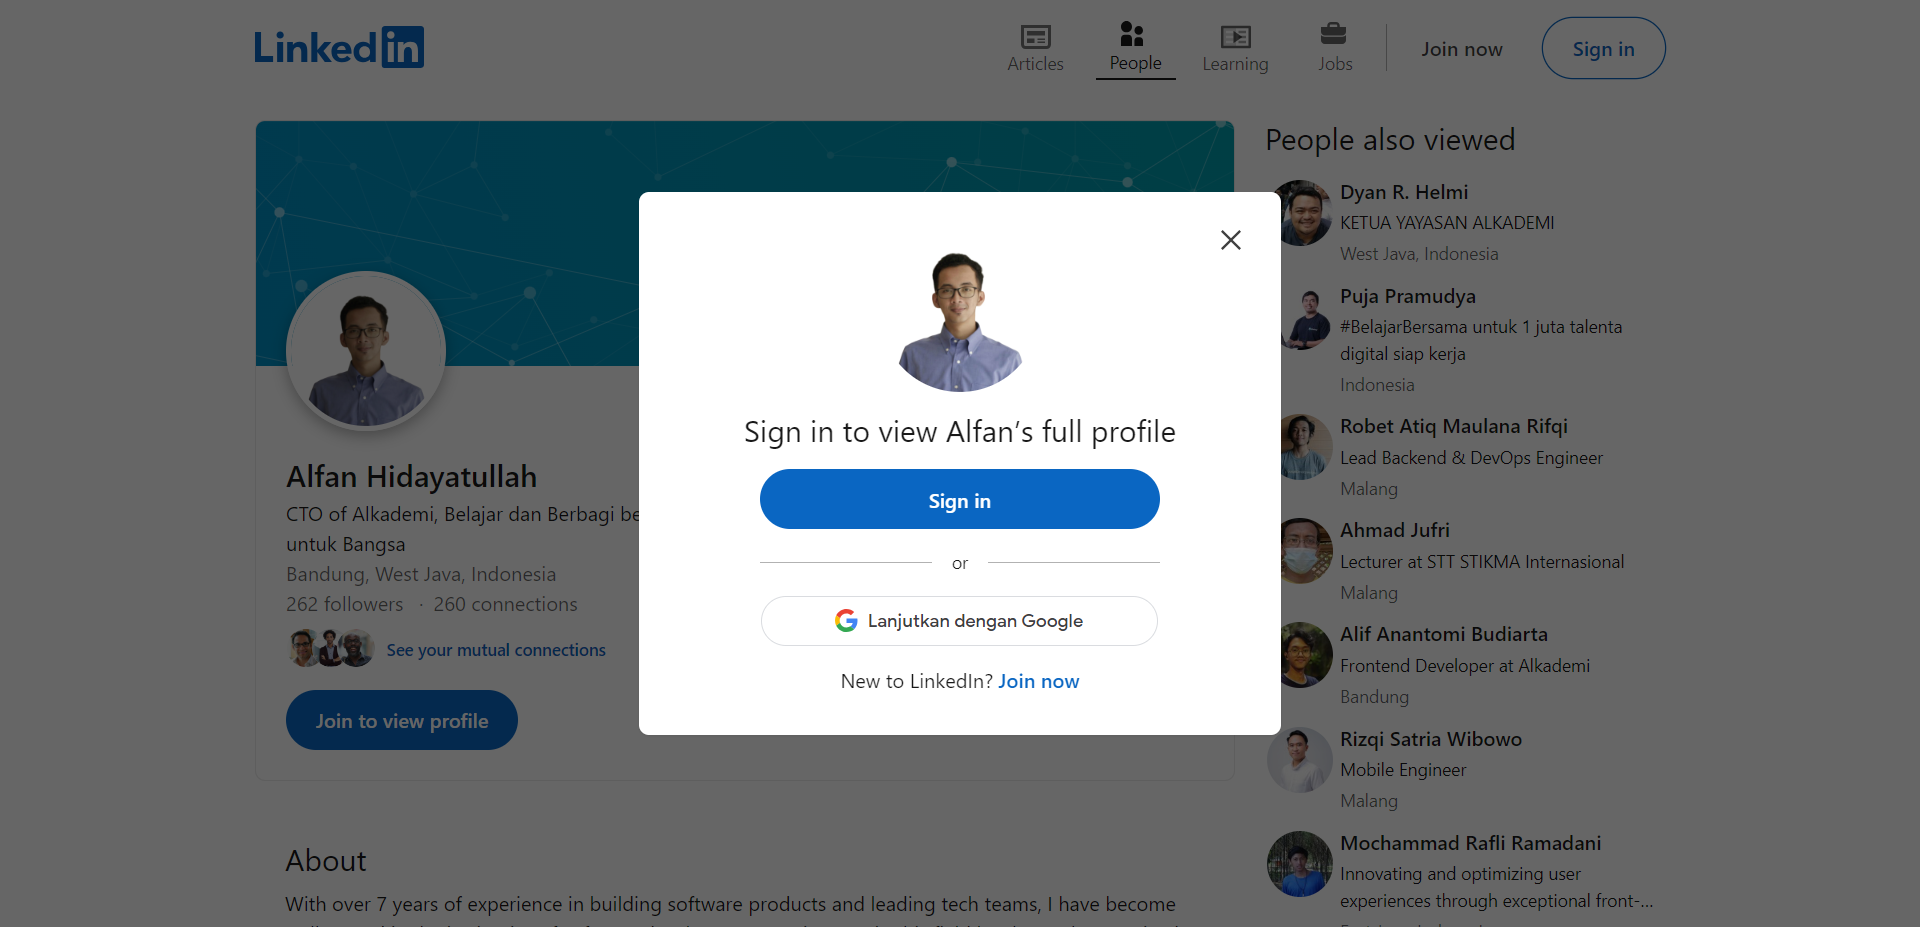 LinkedIn
Articles
People
Learning
Jobs
Join now
Sign in
Alfan Hidayatullah
CTO of Alkademi, Belajar dan Berbagi be
untuk Bangsa
Bandung, West Java, Indonesia
262 followers · 260 connections
See your mutual connections
Join to view profile
About
With over 7 years of experience in building software products and leading tech teams, I have become
Sign in to view Alfan’s full profile
Sign in
or
Lanjutkan dengan Google
New to LinkedIn? Join now
People also viewed
Dyan R. Helmi
KETUA YAYASAN ALKADEMI
West Java, Indonesia
Puja Pramudya
#BelajarBersama untuk 1 juta talenta
digital siap kerja
Indonesia
Robet Atiq Maulana Rifqi
Lead Backend & DevOps Engineer
Malang
Ahmad Jufri
Lecturer at STT STIKMA Internasional
Malang
Alif Anantomi Budiarta
Frontend Developer at Alkademi
Bandung
Rizqi Satria Wibowo
Mobile Engineer
Malang
Mochammad Rafli Ramadani
Innovating and optimizing user
experiences through exceptional front-...